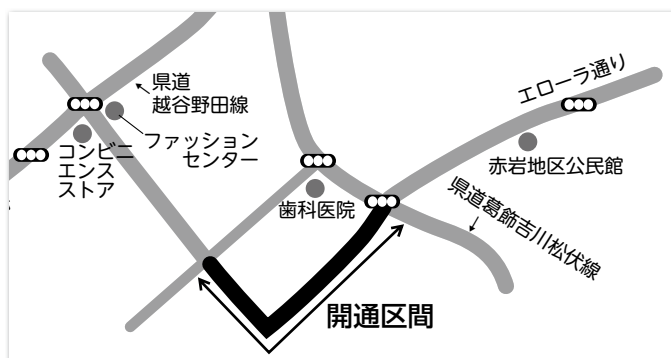 エローラ通り
県道
越谷野田線
ファッション
センター
コンビニ
エンス
ストア
赤岩地区公民館
歯科医院
県道葛飾吉川松伏線
開通区間